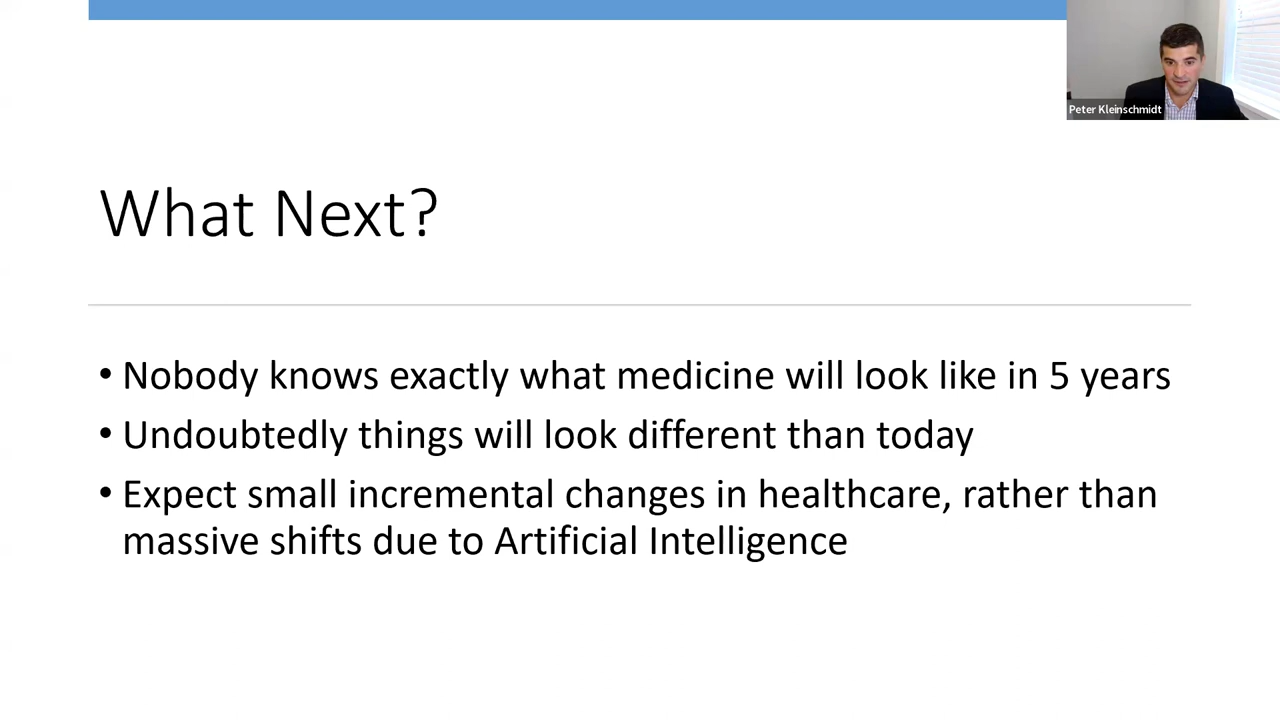 Peter Kleinschmidt
What Next?
• Nobody knows exactly what medicine will look like in 5 years
• Undoubtedly things will look different than today
• Expect small incremental changes in healthcare, rather than
massive shifts due to Artificial Intelligence